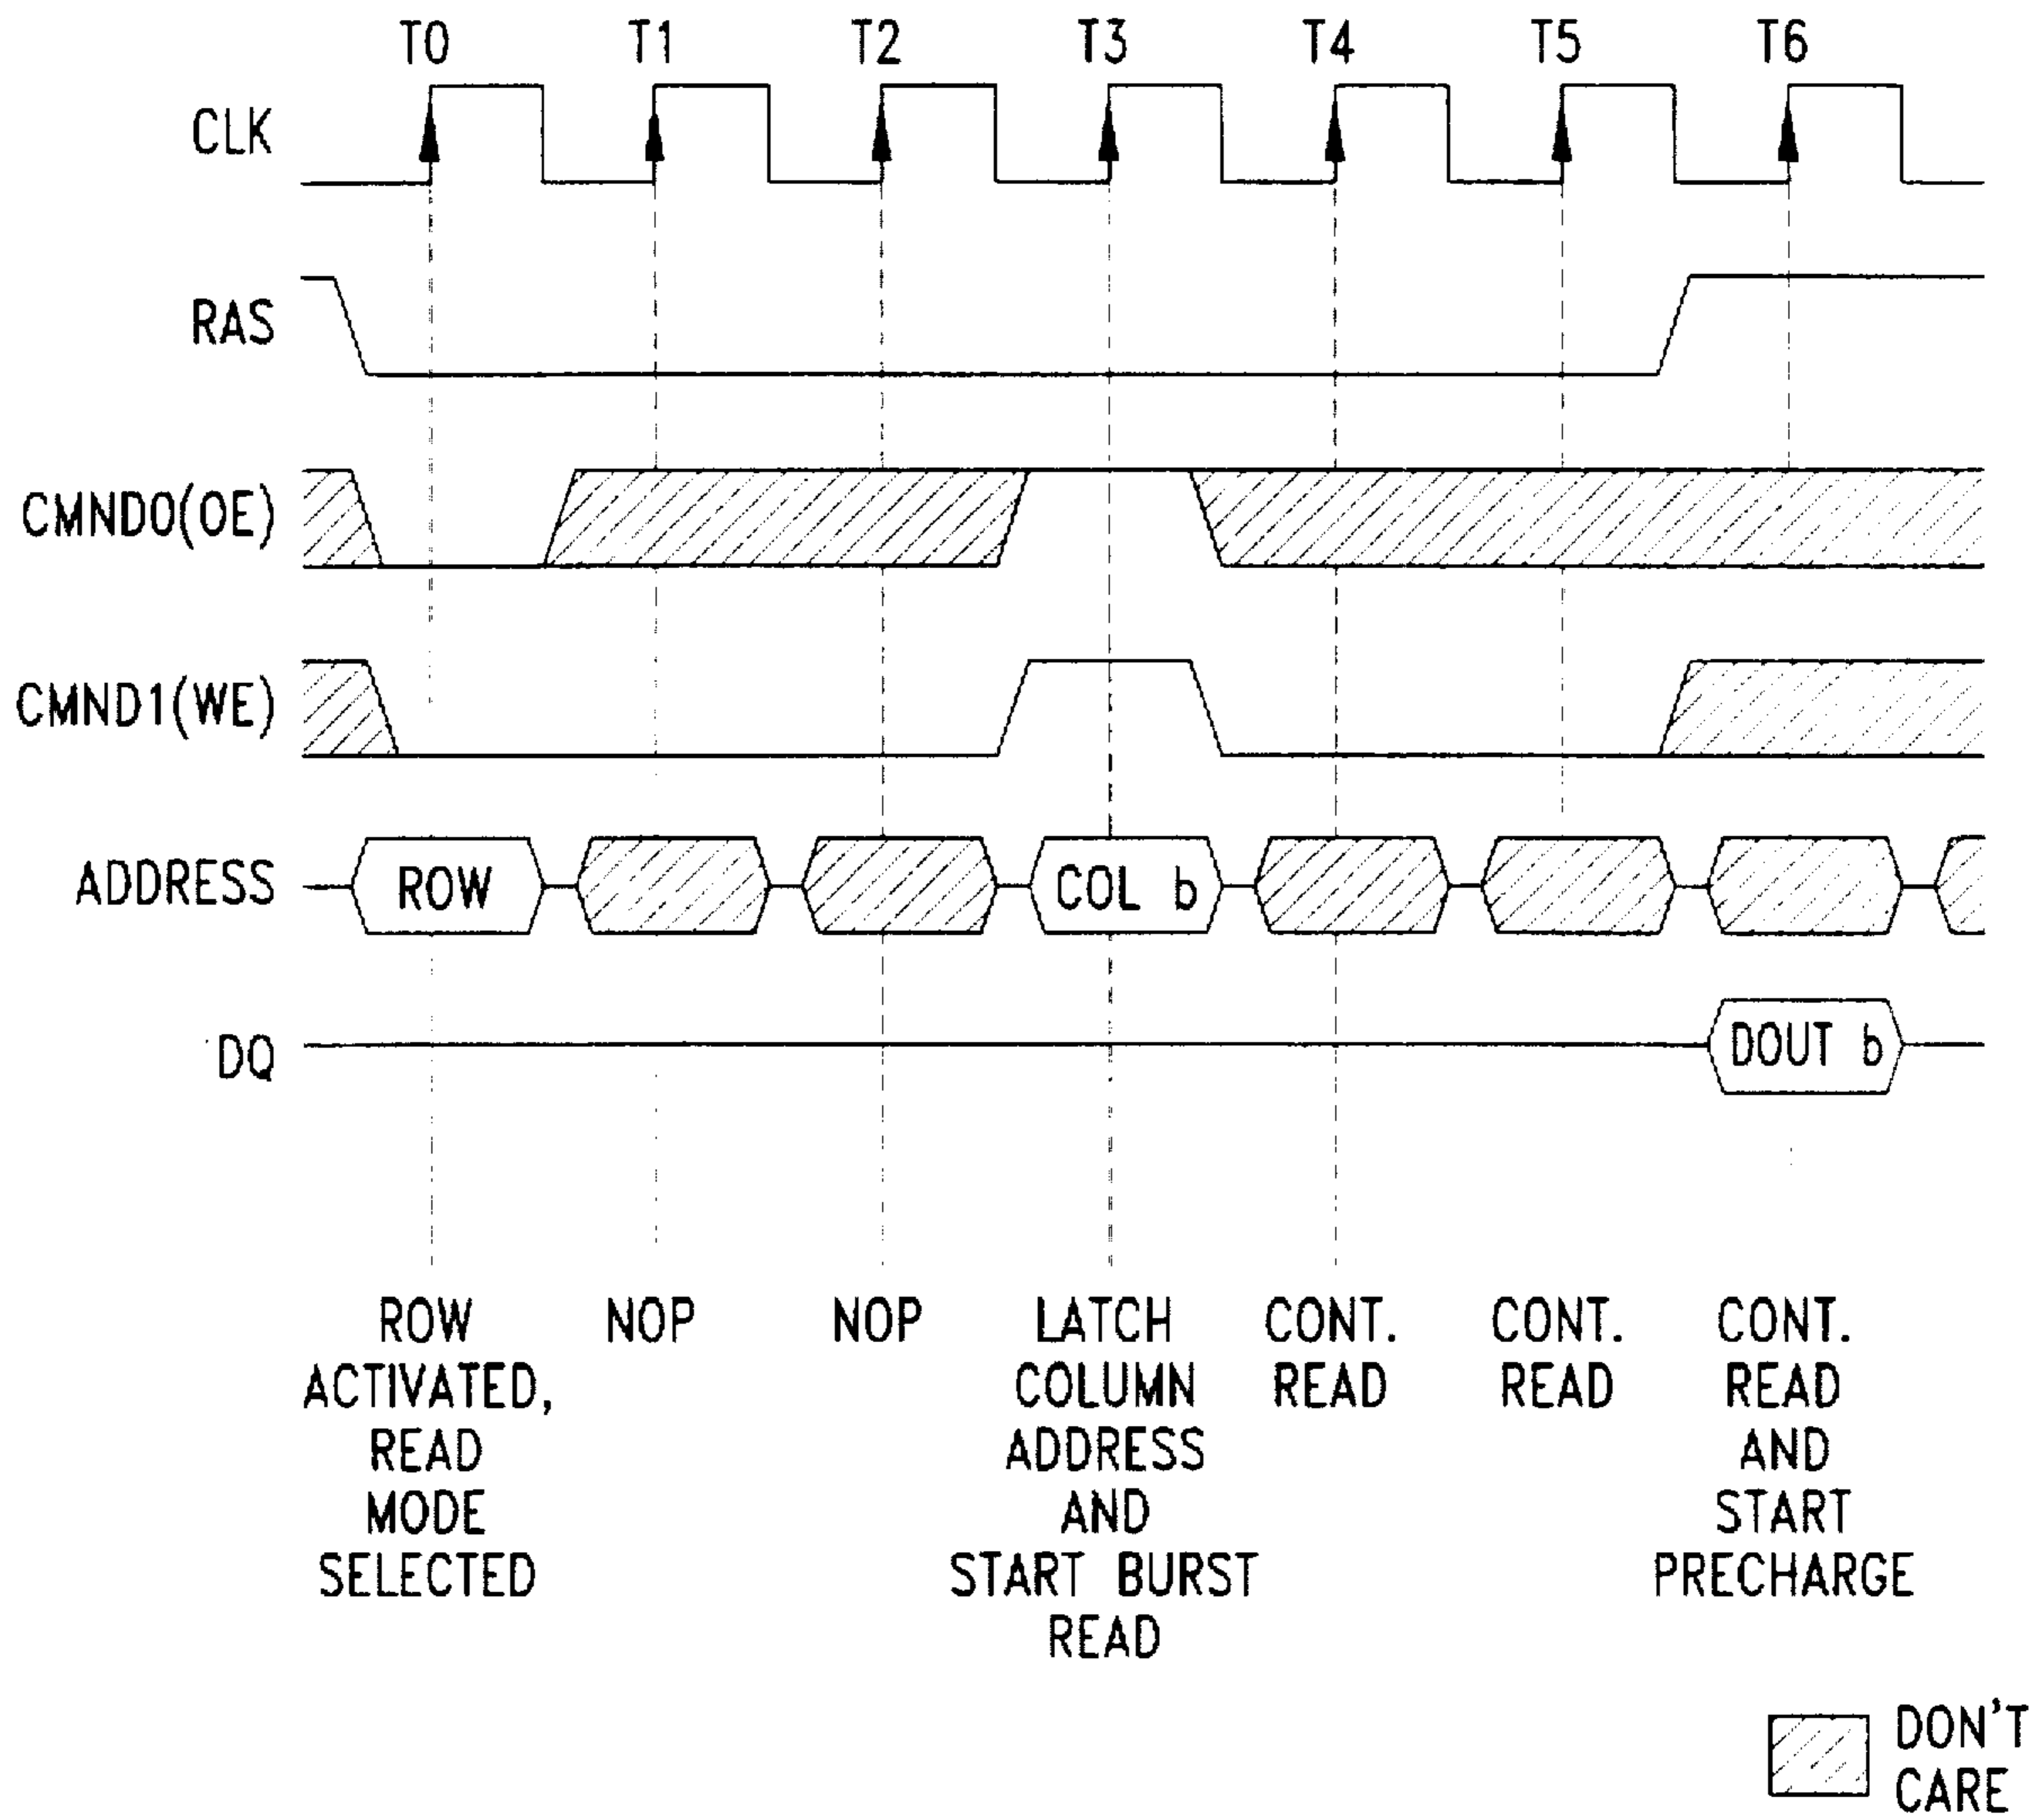 T0 T1 T2 T3 T4 T5 T6
CLK
RAS
CMND0(OE)
CMND1(WE)
ADDRESS ROW COL b
DQ DOUT b
ROW
ACTIVATED,
READ
MODE
SELECTED
NOP
NOP
LATCH
COLUMN
ADDRESS
AND
START BURST
READ
CONT.
READ
CONT.
READ
CONT.
READ
AND
START
PRECHARGE
DON'T
CARE